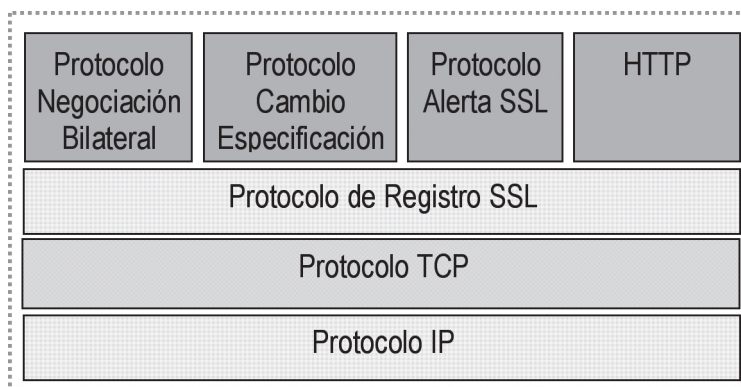 Protocolo
Negociación
Bilateral
Protocolo
Cambio
Especificación
Protocolo
Alerta SSL
HTTP
Protocolo de Registro SSL
Protocolo TCP
Protocolo IP